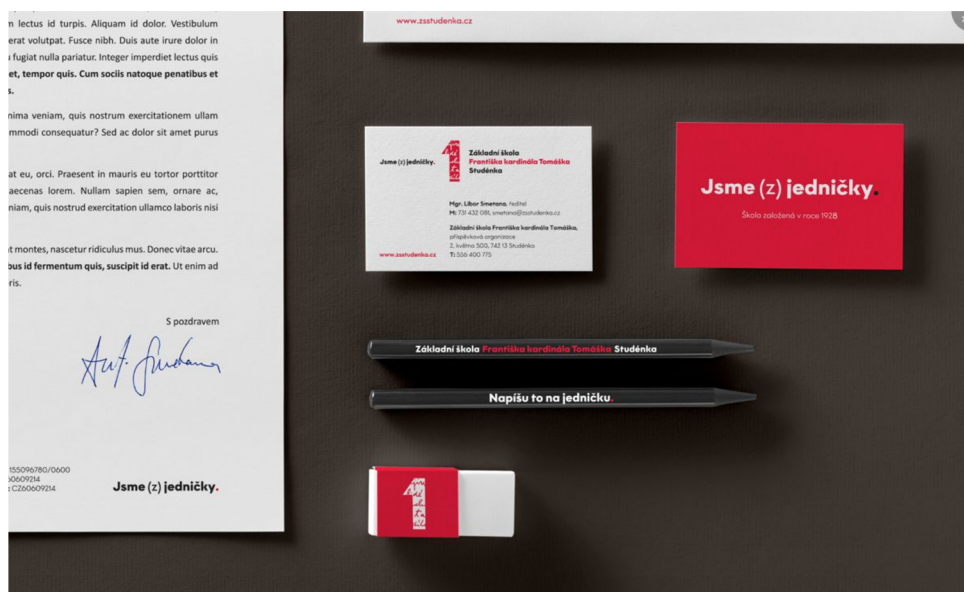 m lectus id turpis. Aliquam id dolor. Vestibulum
erat volutpat. Fusce nibh. Duis aute irure dolor in
fugiat nulla pariatur. Integer imperdiet lectus quis
et, tempor quis. Cum sociis natoque penatibus et
s.
nima veniam, quis nostrum exercitationem ullam
mmodi consequatur? Sed ac dolor sit amet purus
at eu, orci. Praesent in mauris eu tortor porttitor
aecenas lorem. Nullam sapien sem, ornare ac,
niam, quis nostrud exercitation ullamco laboris nisi
t montes, nascetur ridiculus mus. Donec vitae arcu.
bus id fermentum quis, suscipit id erat. Ut enim ad
ris.
S pozdravem
155096780/0600
60609214
: CZ60609214
Jsme (z) jedničky.
www.zsstudenka.cz
Jsme (z) jedničky.
1
Základní škola
Františka kardinála Tomáška
Studénka
Mgr. Libor Smetana, ředitel
M: 731 432 081, smetana@zsstudenka.cz
Základní škola Františka kardinála Tomáška,
příspěvková organizace
2. května 500, 742 13 Studénka
T: 556 400 775
www.zsstudenka.cz
Jsme (z) jedničky.
Škola založená v roce 1928
Základní škola Františka kardinála Tomáška Studénka
Napíšu to na jedničku.
1